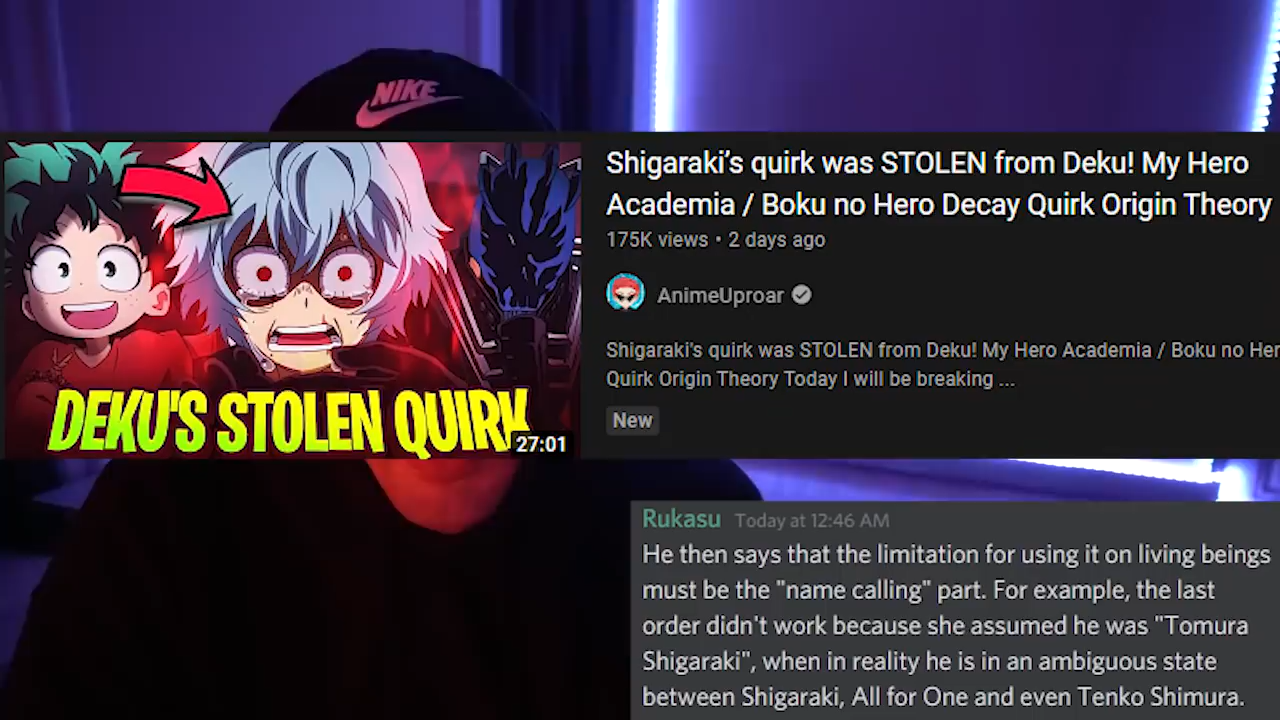 NIKE
Shigaraki's quirk was STOLEN from Deku! My Hero
Academia / Boku no Hero Decay Quirk Origin Theory
175K views • 2 days ago
AnimeUproar
Shigaraki's quirk was STOLEN from Deku! My Hero Academia / Boku no Her
Quirk Origin Theory Today I will be breaking ...
New
DEKU'S STOLEN QUIRK
27:01
Rukasu Today at 12:46 AM
He then says that the limitation for using it on living beings
must be the "name calling" part. For example, the last
order didn't work because she assumed he was "Tomura
Shigaraki", when in reality he is in an ambiguous state
between Shigaraki, All for One and even Tenko Shimura.